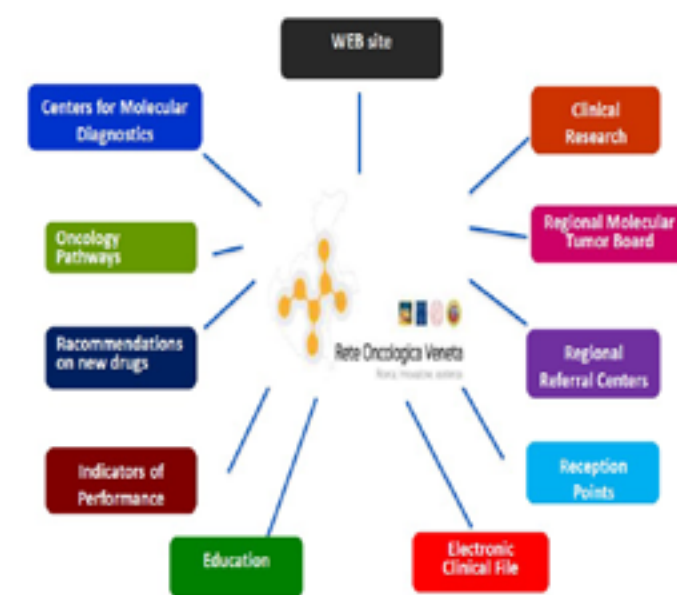 WEB site
Centers for Molecular
Diagnostics
Clinical
Research
Oncology
Pathways
Regional Molecular
Tumor Board
Racommendations
on new drugs
Rete Oncologica Veneta
Regional
Referral Centers
Indicators of
Performance
Reception
Points
Education
Electronic
Clinical File